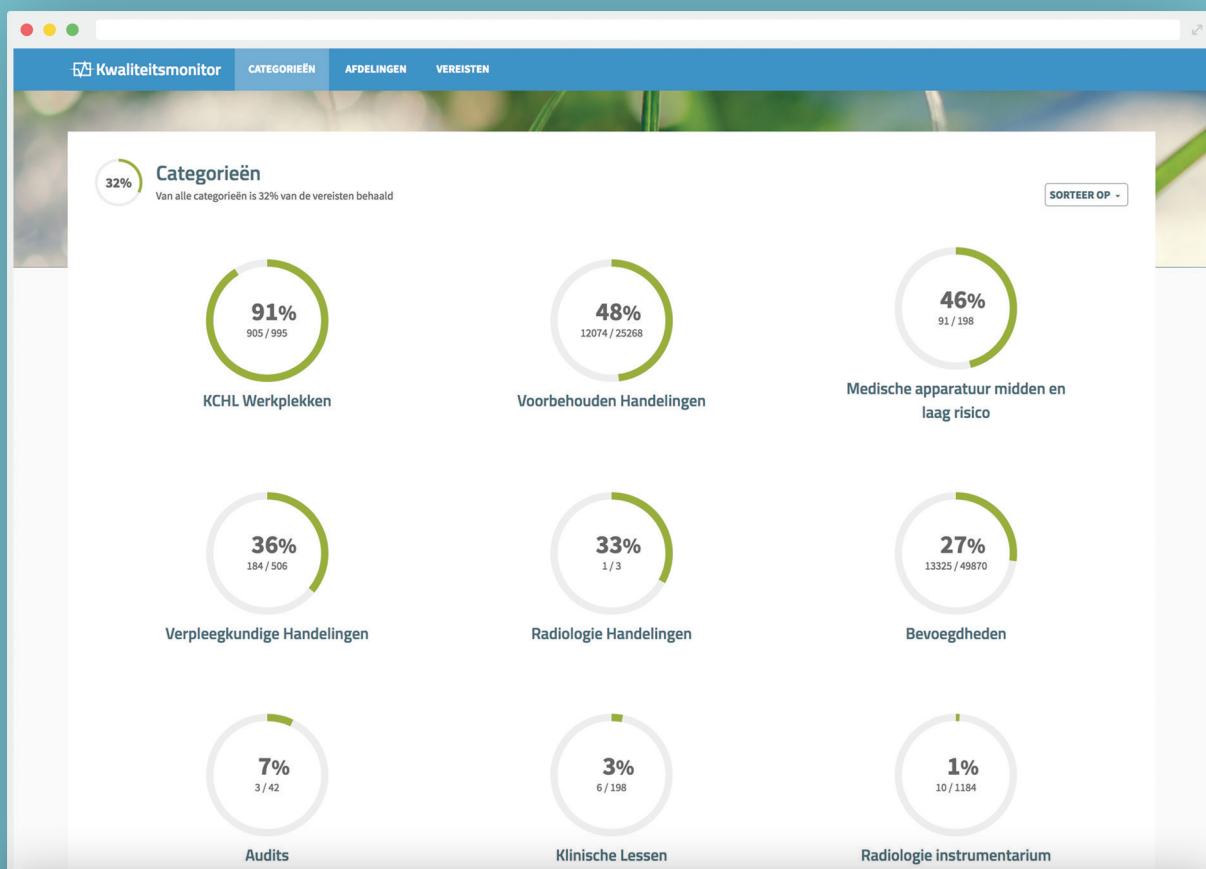 Kwaliteitsmonitor
CATEGORIEËN
AFDELINGEN
VEREISTEN
32%
Categorieën
Van alle categorieën is 32% van de vereisten behaald
SORTEER OP
91%
905 / 995
KCHL Werkplekken
48%
12074 / 25268
Voorbehouden Handelingen
46%
91 / 198
Medische apparatuur midden en
laag risico
36%
184 / 506
Verpleegkundige Handelingen
33%
1 / 3
Radiologie Handelingen
27%
13325 / 49870
Bevoegdheden
7%
3 / 42
Audits
3%
6 / 198
Klinische Lessen
1%
10 / 1184
Radiologie instrumentarium